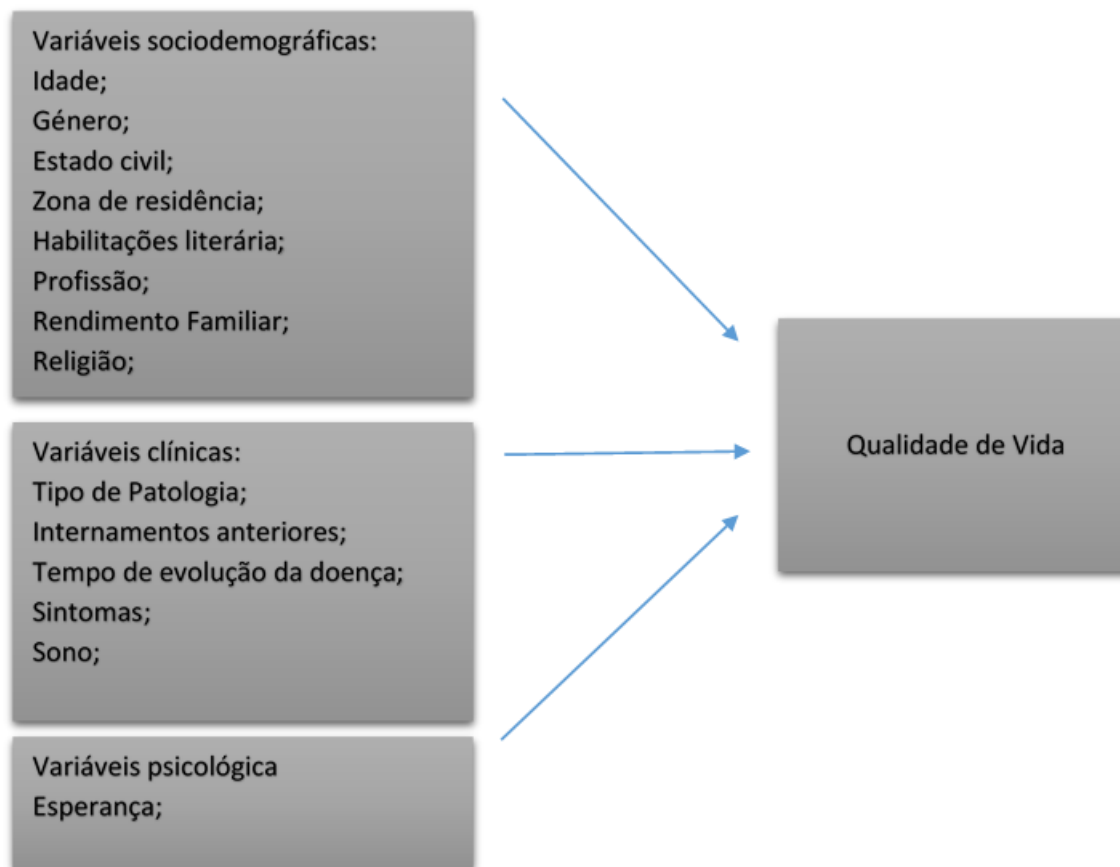 Variáveis sociodemográficas:
Idade;
Género;
Estado civil;
Zona de residência;
Habilitações literária;
Profissão;
Rendimento Familiar;
Religião;
Variáveis clínicas:
Tipo de Patologia;
Internamentos anteriores;
Tempo de evolução da doença;
Sintomas;
Sono;
Variáveis psicológica
Esperança;
Qualidade de Vida